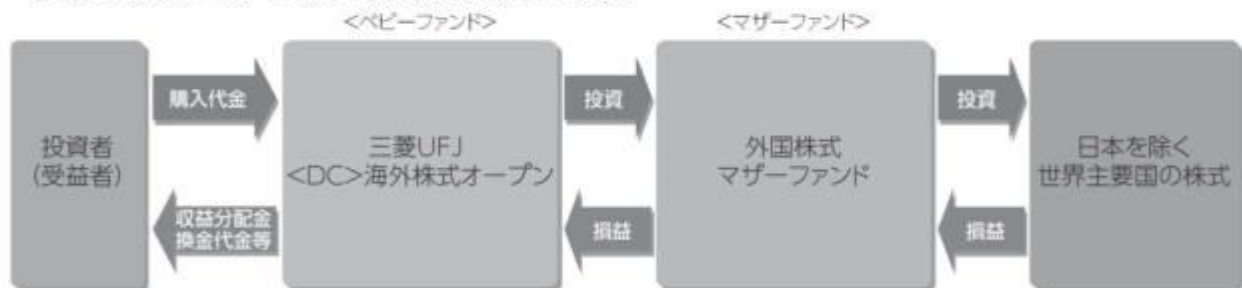 <ベビーファンド>
<マザーファンド>
購入代金
投資
投資
投資者
(受益者)
三菱UFJ
<DC>海外株式オープン
外国株式
マザーファンド
日本を除く
世界主要国の株式
収益分配金
換金代金等
損益
損益